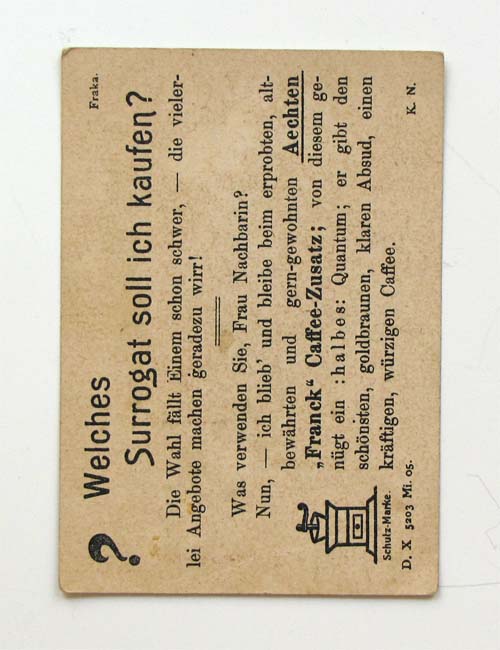 Fraka.
? Welches
Surrogat soll ich kaufen?
Die Wahl fällt Einem schon schwer, — die vieler-
lei Angebote machen geradezu wirr!
Was verwenden Sie, Frau Nachbarin?
Nun, — ich blieb' und bleibe beim erprobten, alt-
bewährten und gern-gewohnten Aechten
„Franck“ Caffee-Zusatz; von diesem ge-
nügt ein :halbes: Quantum; er gibt den
schönsten, goldbraunen, klaren Absud, einen
kräftigen, würzigen Caffee.
Schutz-Marke.
D. X 5203 Mi. 05.
K. N.